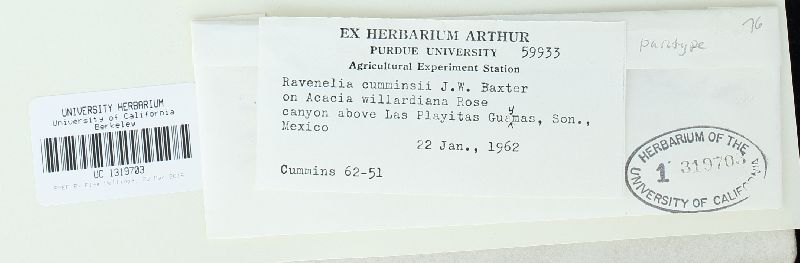 EX HERBARIUM ARTHUR
PURDUE UNIVERSITY 59933
Agricultural Experiment Station
Ravenelia cumminsii J.W. Baxter
on Acacia willardiana Rose
canyon above Las Playitas Guaymas, Son.,
Mexico
22 Jan., 1962
Cummins 62-51
UNIVERSITY HERBARIUM
University of California
Berkeley
UC 1319703
paratype
76
HERBARIUM OF THE
1319703
UNIVERSITY OF CALIFORNIA